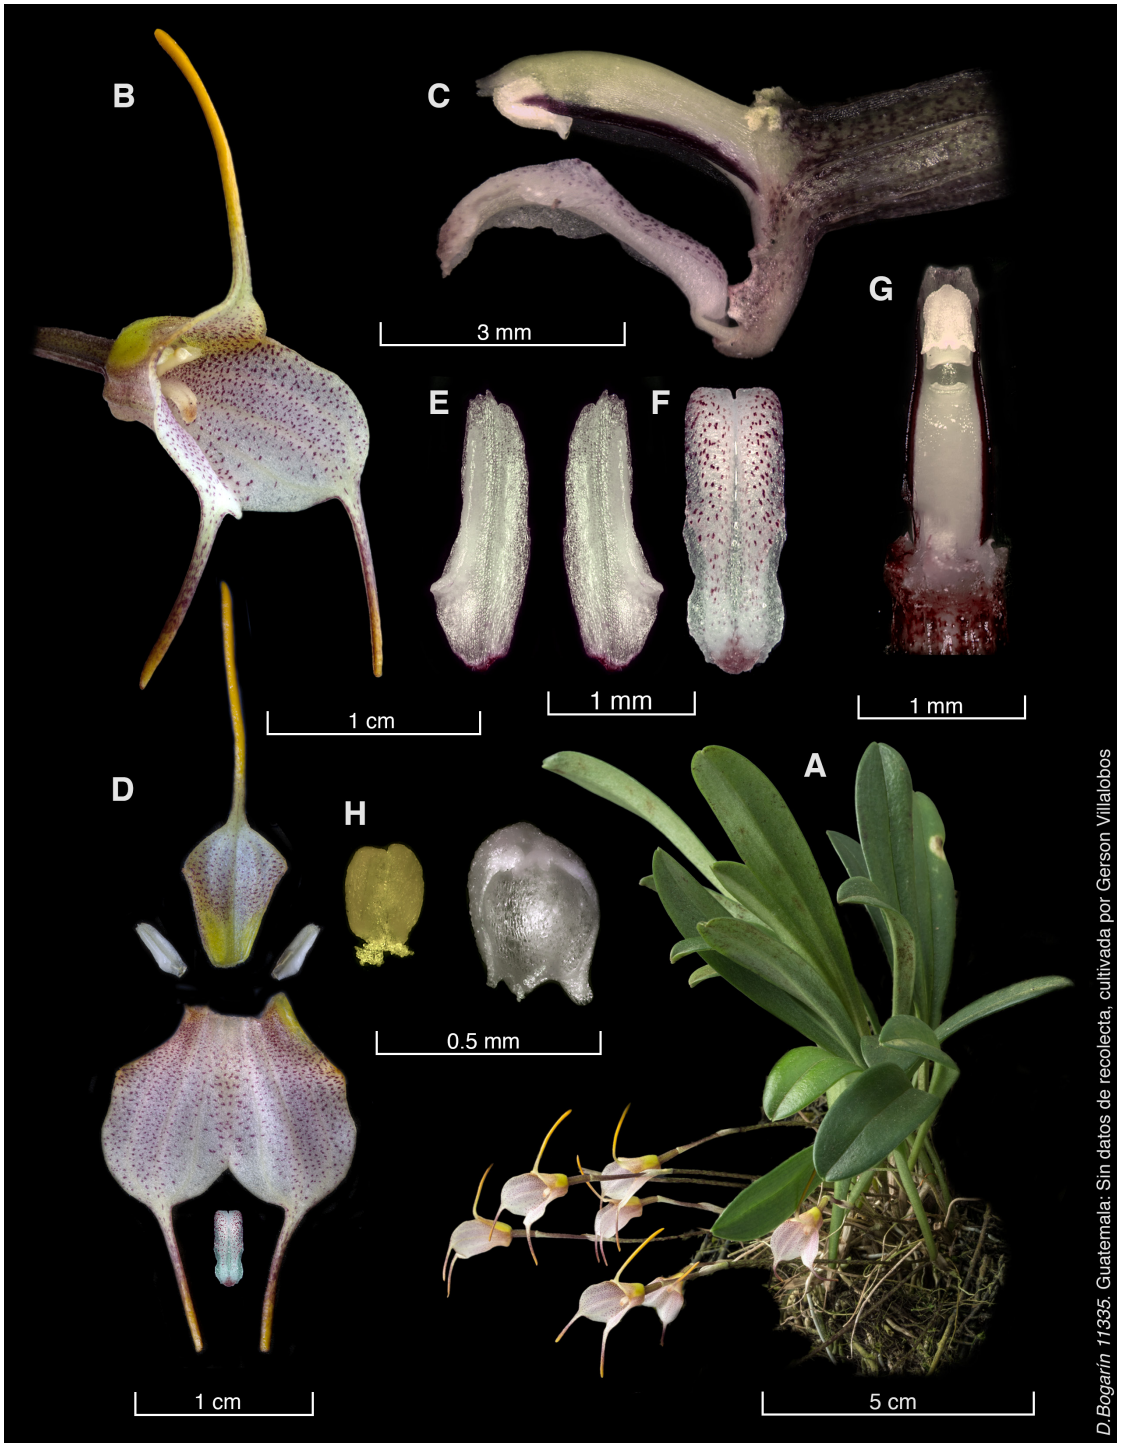 B
C
3 mm
G
E
F
1 mm
1 mm
1 cm
A
D
H
0.5 mm
1 cm
5 cm
D.Bogarín 11335. Guatemala: Sin datos de recolecta, cultivada por Gerson Villalobos